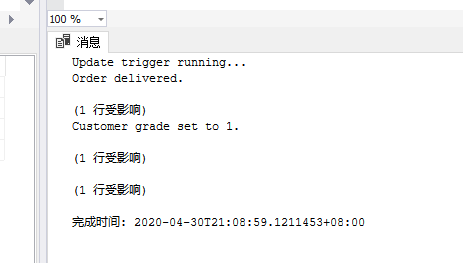 100 %
消息
Update trigger running...
Order delivered.
(1 行受影响)
Customer grade set to 1.
(1 行受影响)
(1 行受影响)
完成时间: 2020-04-30T21:08:59.1211453+08:00